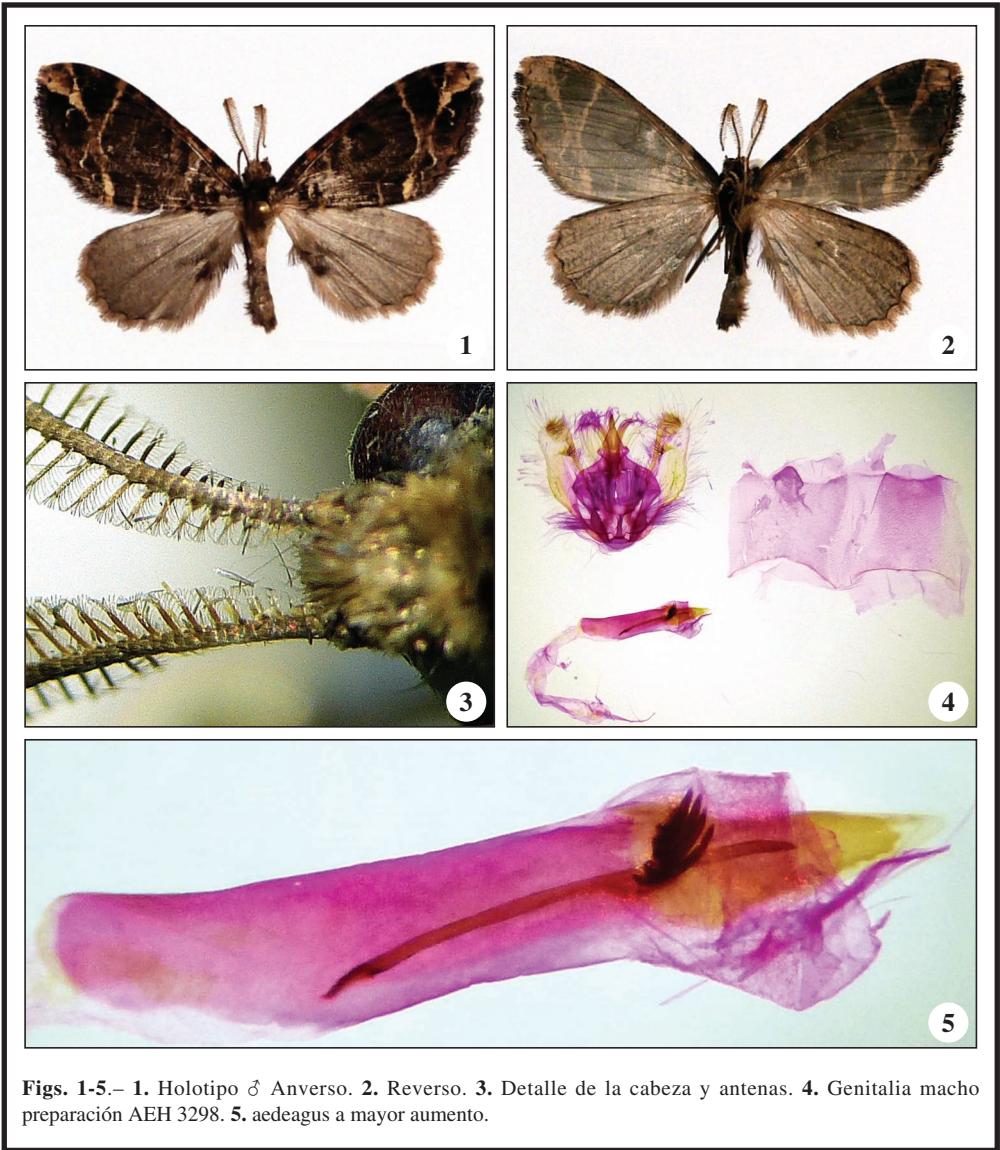 1
2
3
4
5
Figs. 1-5.– 1. Holotipo ♂ Anverso. 2. Reverso. 3. Detalle de la cabeza y antenas. 4. Genitalia macho
preparación AEH 3298. 5. aedeagus a mayor aumento.